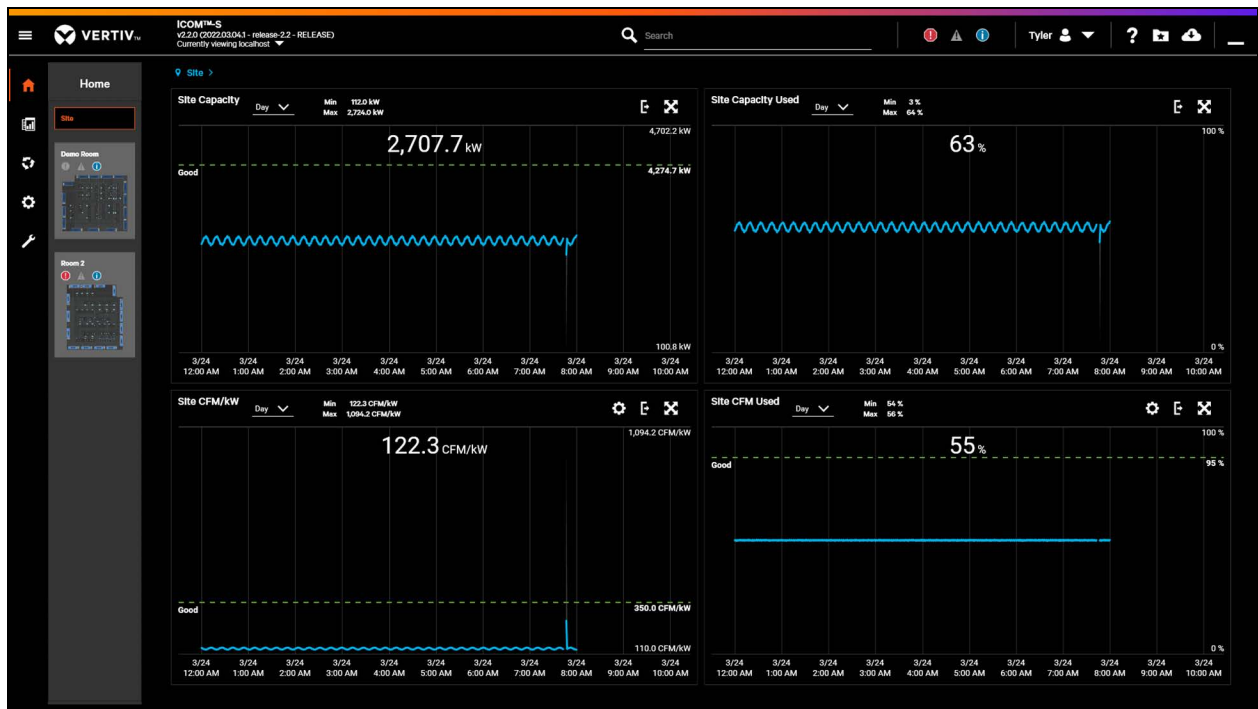 ICOM™-S
VERTIV™
v2.2.0 (2022.03.04.1 - release-2.2 - RELEASE)
Currently viewing localhost
Search
Tyler
?
Home
Site
Demo Room
Room 2
Site >
Site Capacity
Day
Min 112.0 kW
Max 2,724.0 kW
2,707.7 kW
4,702.2 kW
Good
4,274.7 kW
100.8 kW
3/24 3/24 3/24 3/24 3/24 3/24 3/24 3/24 3/24 3/24 3/24
12:00 AM 1:00 AM 2:00 AM 3:00 AM 4:00 AM 5:00 AM 6:00 AM 7:00 AM 8:00 AM 9:00 AM 10:00 AM
Site Capacity Used
Day
Min 3 %
Max 64 %
63 %
100 %
0 %
3/24 3/24 3/24 3/24 3/24 3/24 3/24 3/24 3/24 3/24 3/24
12:00 AM 1:00 AM 2:00 AM 3:00 AM 4:00 AM 5:00 AM 6:00 AM 7:00 AM 8:00 AM 9:00 AM 10:00 AM
Site CFM/kW
Day
Min 122.3 CFM/kW
Max 1,094.2 CFM/kW
122.3 CFM/kW
1,094.2 CFM/kW
Good
350.0 CFM/kW
110.0 CFM/kW
3/24 3/24 3/24 3/24 3/24 3/24 3/24 3/24 3/24 3/24 3/24
12:00 AM 1:00 AM 2:00 AM 3:00 AM 4:00 AM 5:00 AM 6:00 AM 7:00 AM 8:00 AM 9:00 AM 10:00 AM
Site CFM Used
Day
Min 54 %
Max 56 %
55 %
100 %
Good
95 %
0 %
3/24 3/24 3/24 3/24 3/24 3/24 3/24 3/24 3/24 3/24 3/24
12:00 AM 1:00 AM 2:00 AM 3:00 AM 4:00 AM 5:00 AM 6:00 AM 7:00 AM 8:00 AM 9:00 AM 10:00 AM